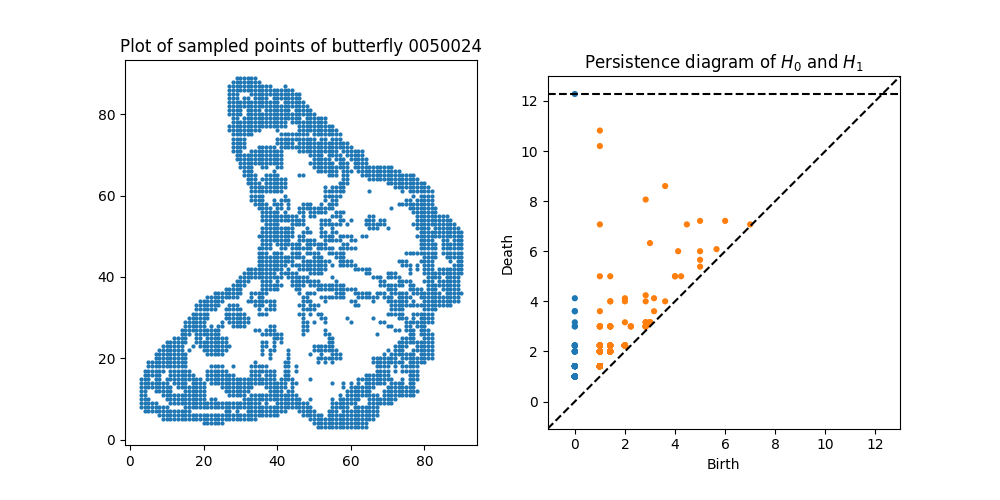 Plot of sampled points of butterfly 0050024
80
60
40
20
0
0 20 40 60 80
Persistence diagram of H₀ and H₁
12
10
8
6
4
2
0
Death
0 2 4 6 8 10 12
Birth